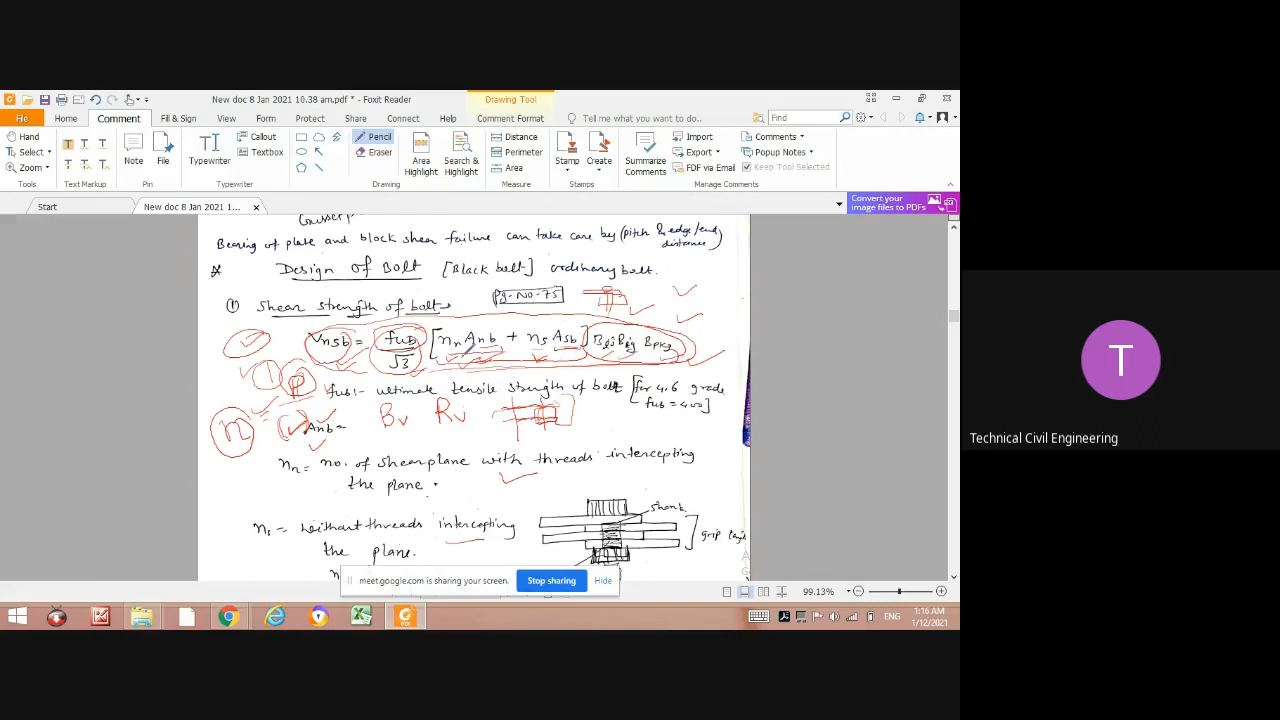 New doc 8 Jan 2021 10.38 am.pdf * - Foxit Reader
Drawing Tool
File
Home
Comment
View
Form
Fill & Sign
Protect
Share
Connect
Help
Comment Format
Tell me what you want to do..
Find
Hand
Select
Zoom
Tools
Text Markup
Note
File
Pin
Typewriter
Callout
Textbox
Typewriter
Pencil
Eraser
Drawing
Area Highlight
Search & Highlight
Distance
Perimeter
Area
Measure
Stamp
Create
Stamps
Summarize Comments
Import
Export
FDF via Email
Comments
Popup Notes
Keep Tool Selected
Manage Comments
Start
New doc 8 Jan 2021 1...
Convert your image files to PDFs
Bearing of plate and block shear failure can take care by (pitch & edge/end distance)
Design of Bolt [Black bolt] ordinary bolt.
① Shear strength of bolt
Pg-No-75
Vnsb = fub/√3 [nn Anb + ns Asb] Blj Blg Bpkg
P
fub:- ultimate tensile strength of bolt [for 4.6 grade fub = 400]
n
Anb =
Bv Rv
nn = no. of shear plane with threads intercepting
the plane.
ns = Without threads intercepting
the plane.
shank
grip
meet.google.com is sharing your screen.
Stop sharing
Hide
99.13%
ENG
1:16 AM
1/12/2021
T
Technical Civil Engineering